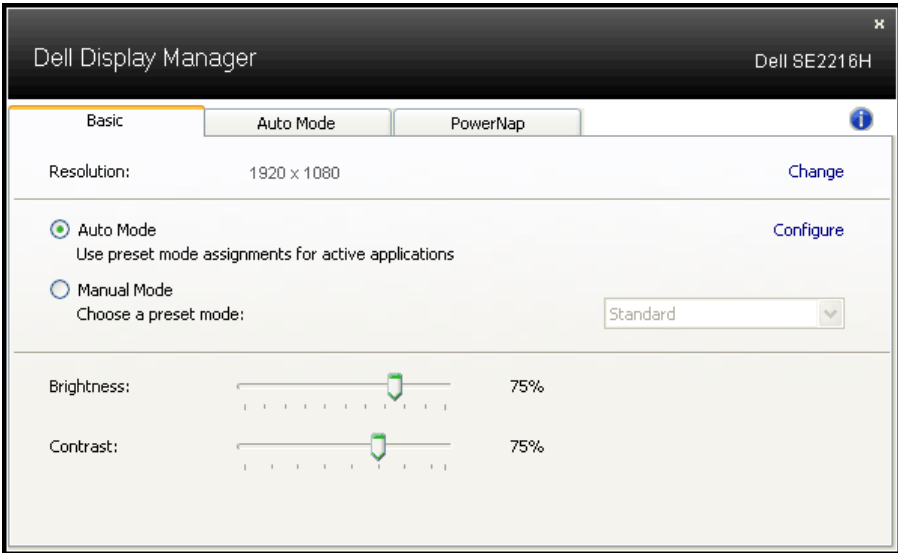 Dell Display Manager
Dell SE2216H
Basic
Auto Mode
PowerNap
Resolution:
1920 x 1080
Change
Auto Mode
Configure
Use preset mode assignments for active applications
Manual Mode
Choose a preset mode:
Standard
Brightness:
75%
Contrast:
75%